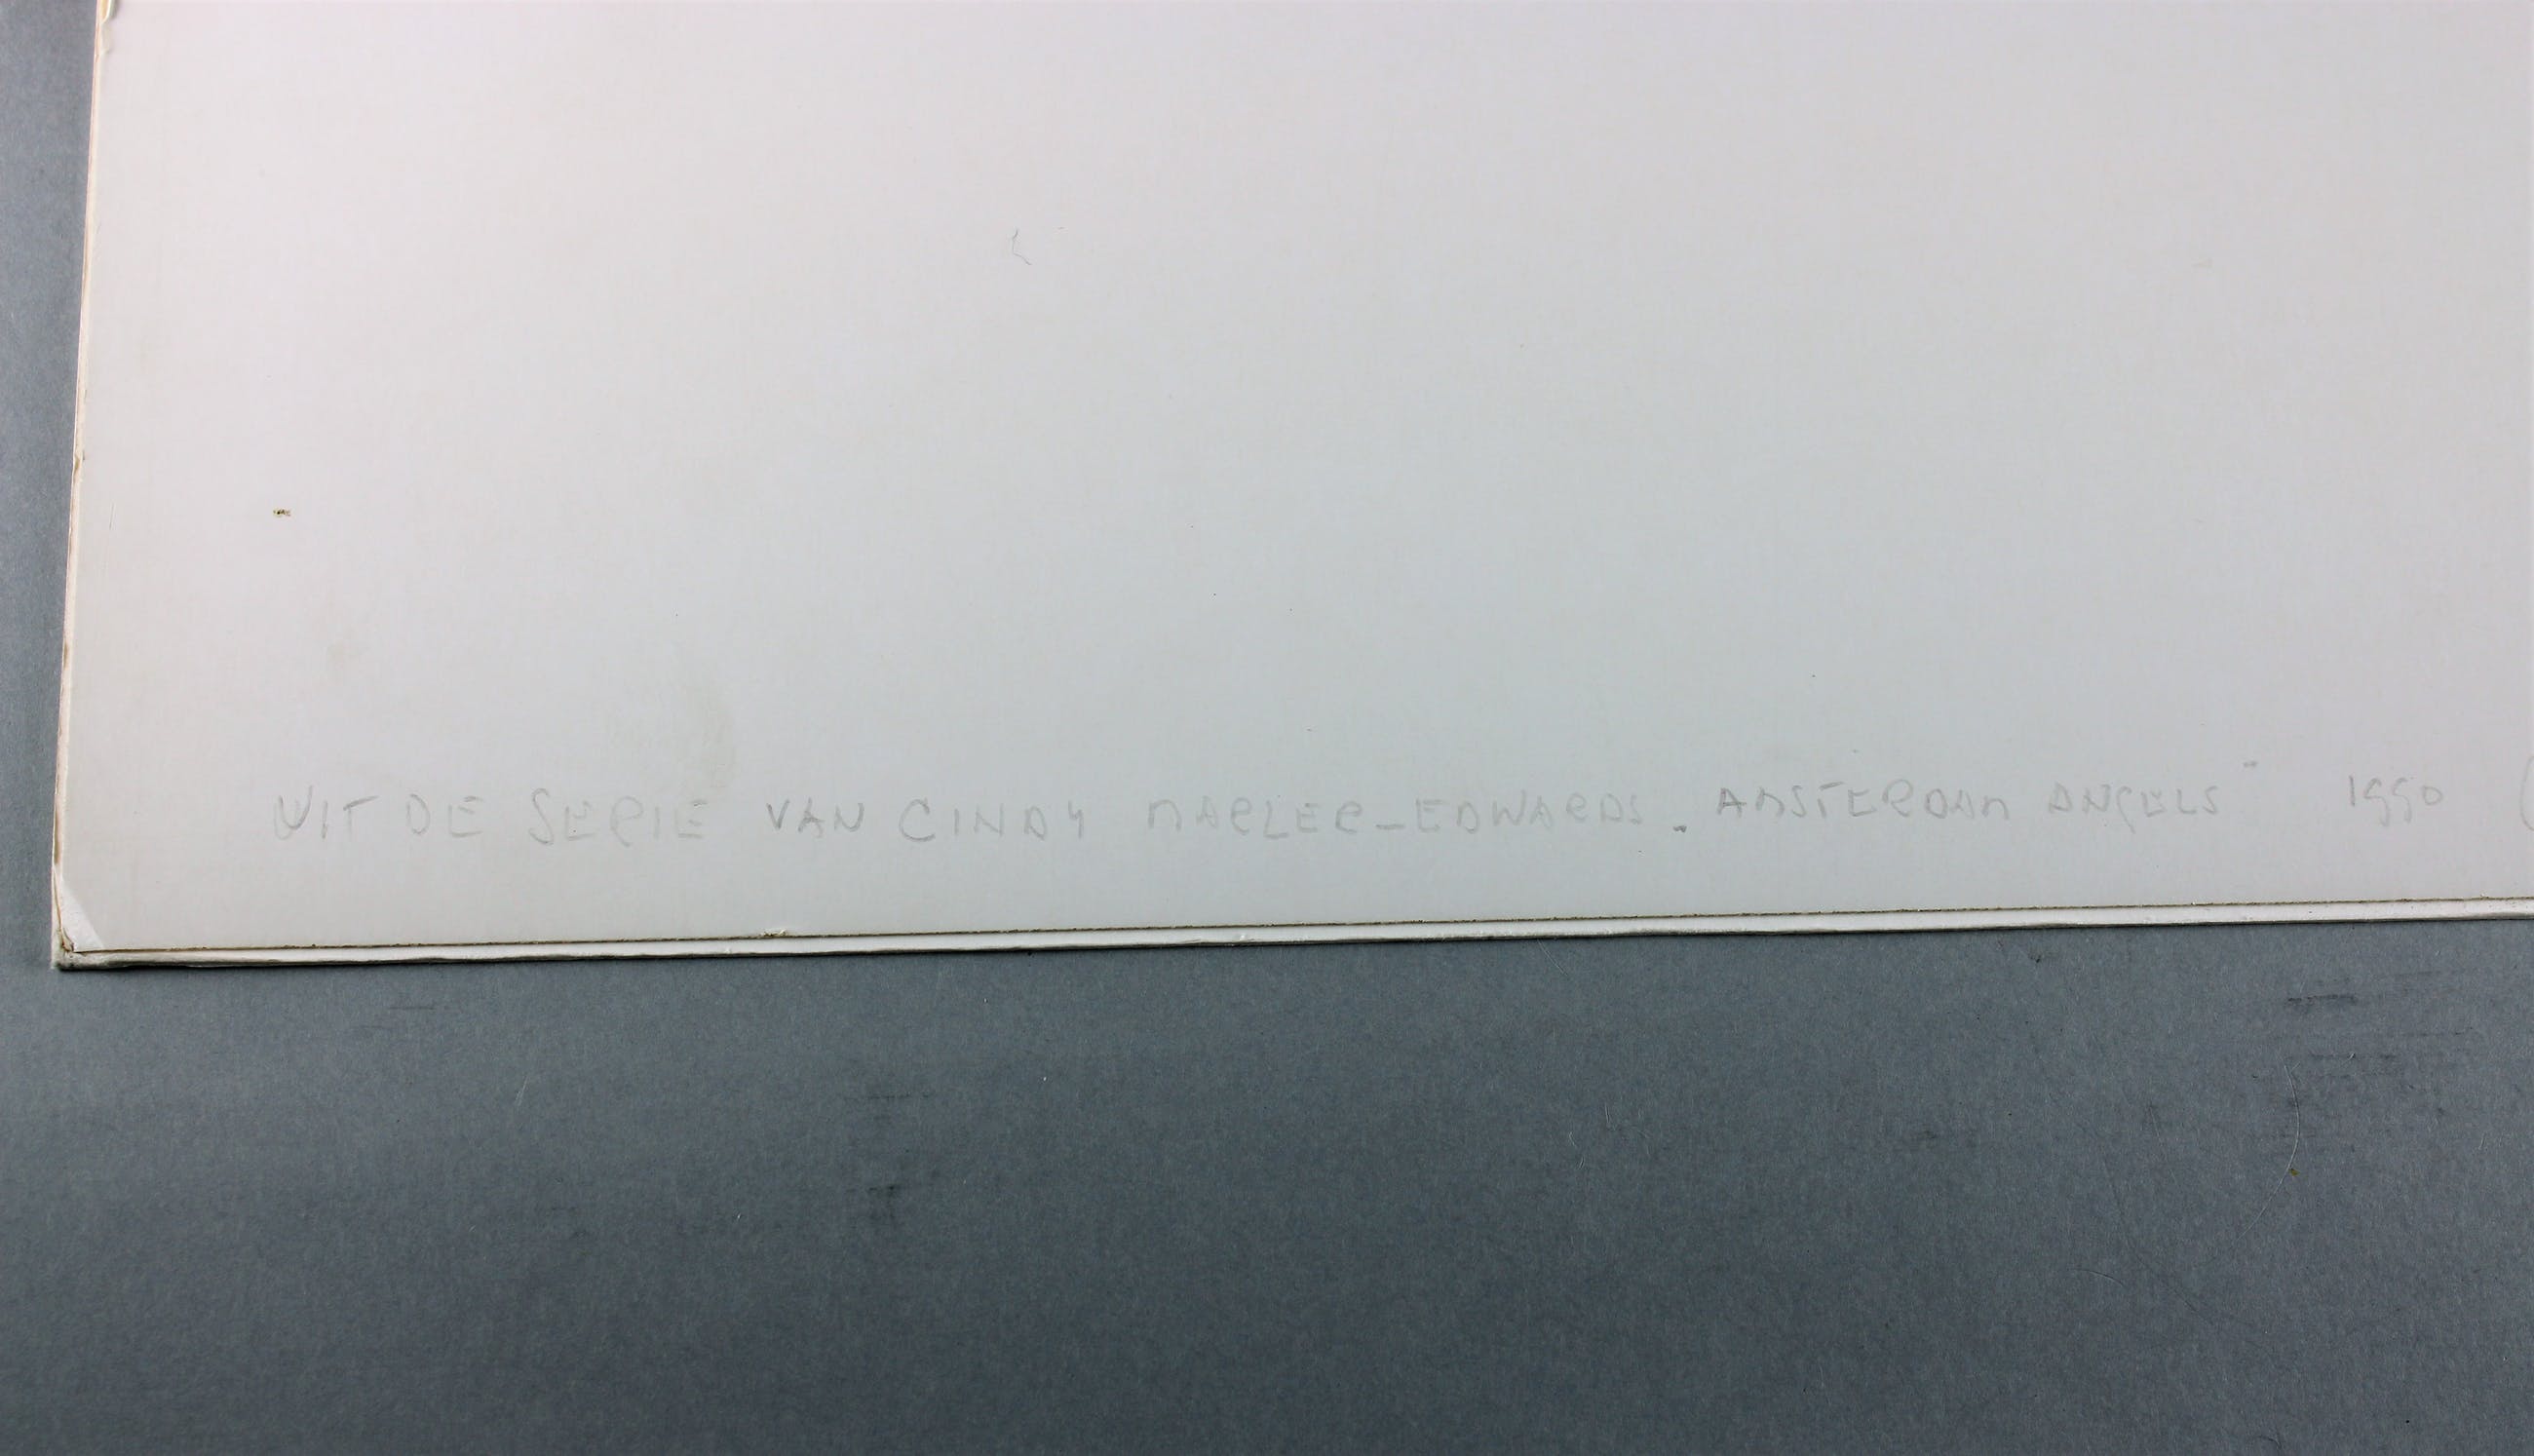 UIT DE SERIE VAN CINDY MARLER-EDWARDS „AMSTERDAM ANGELS” 1990 (